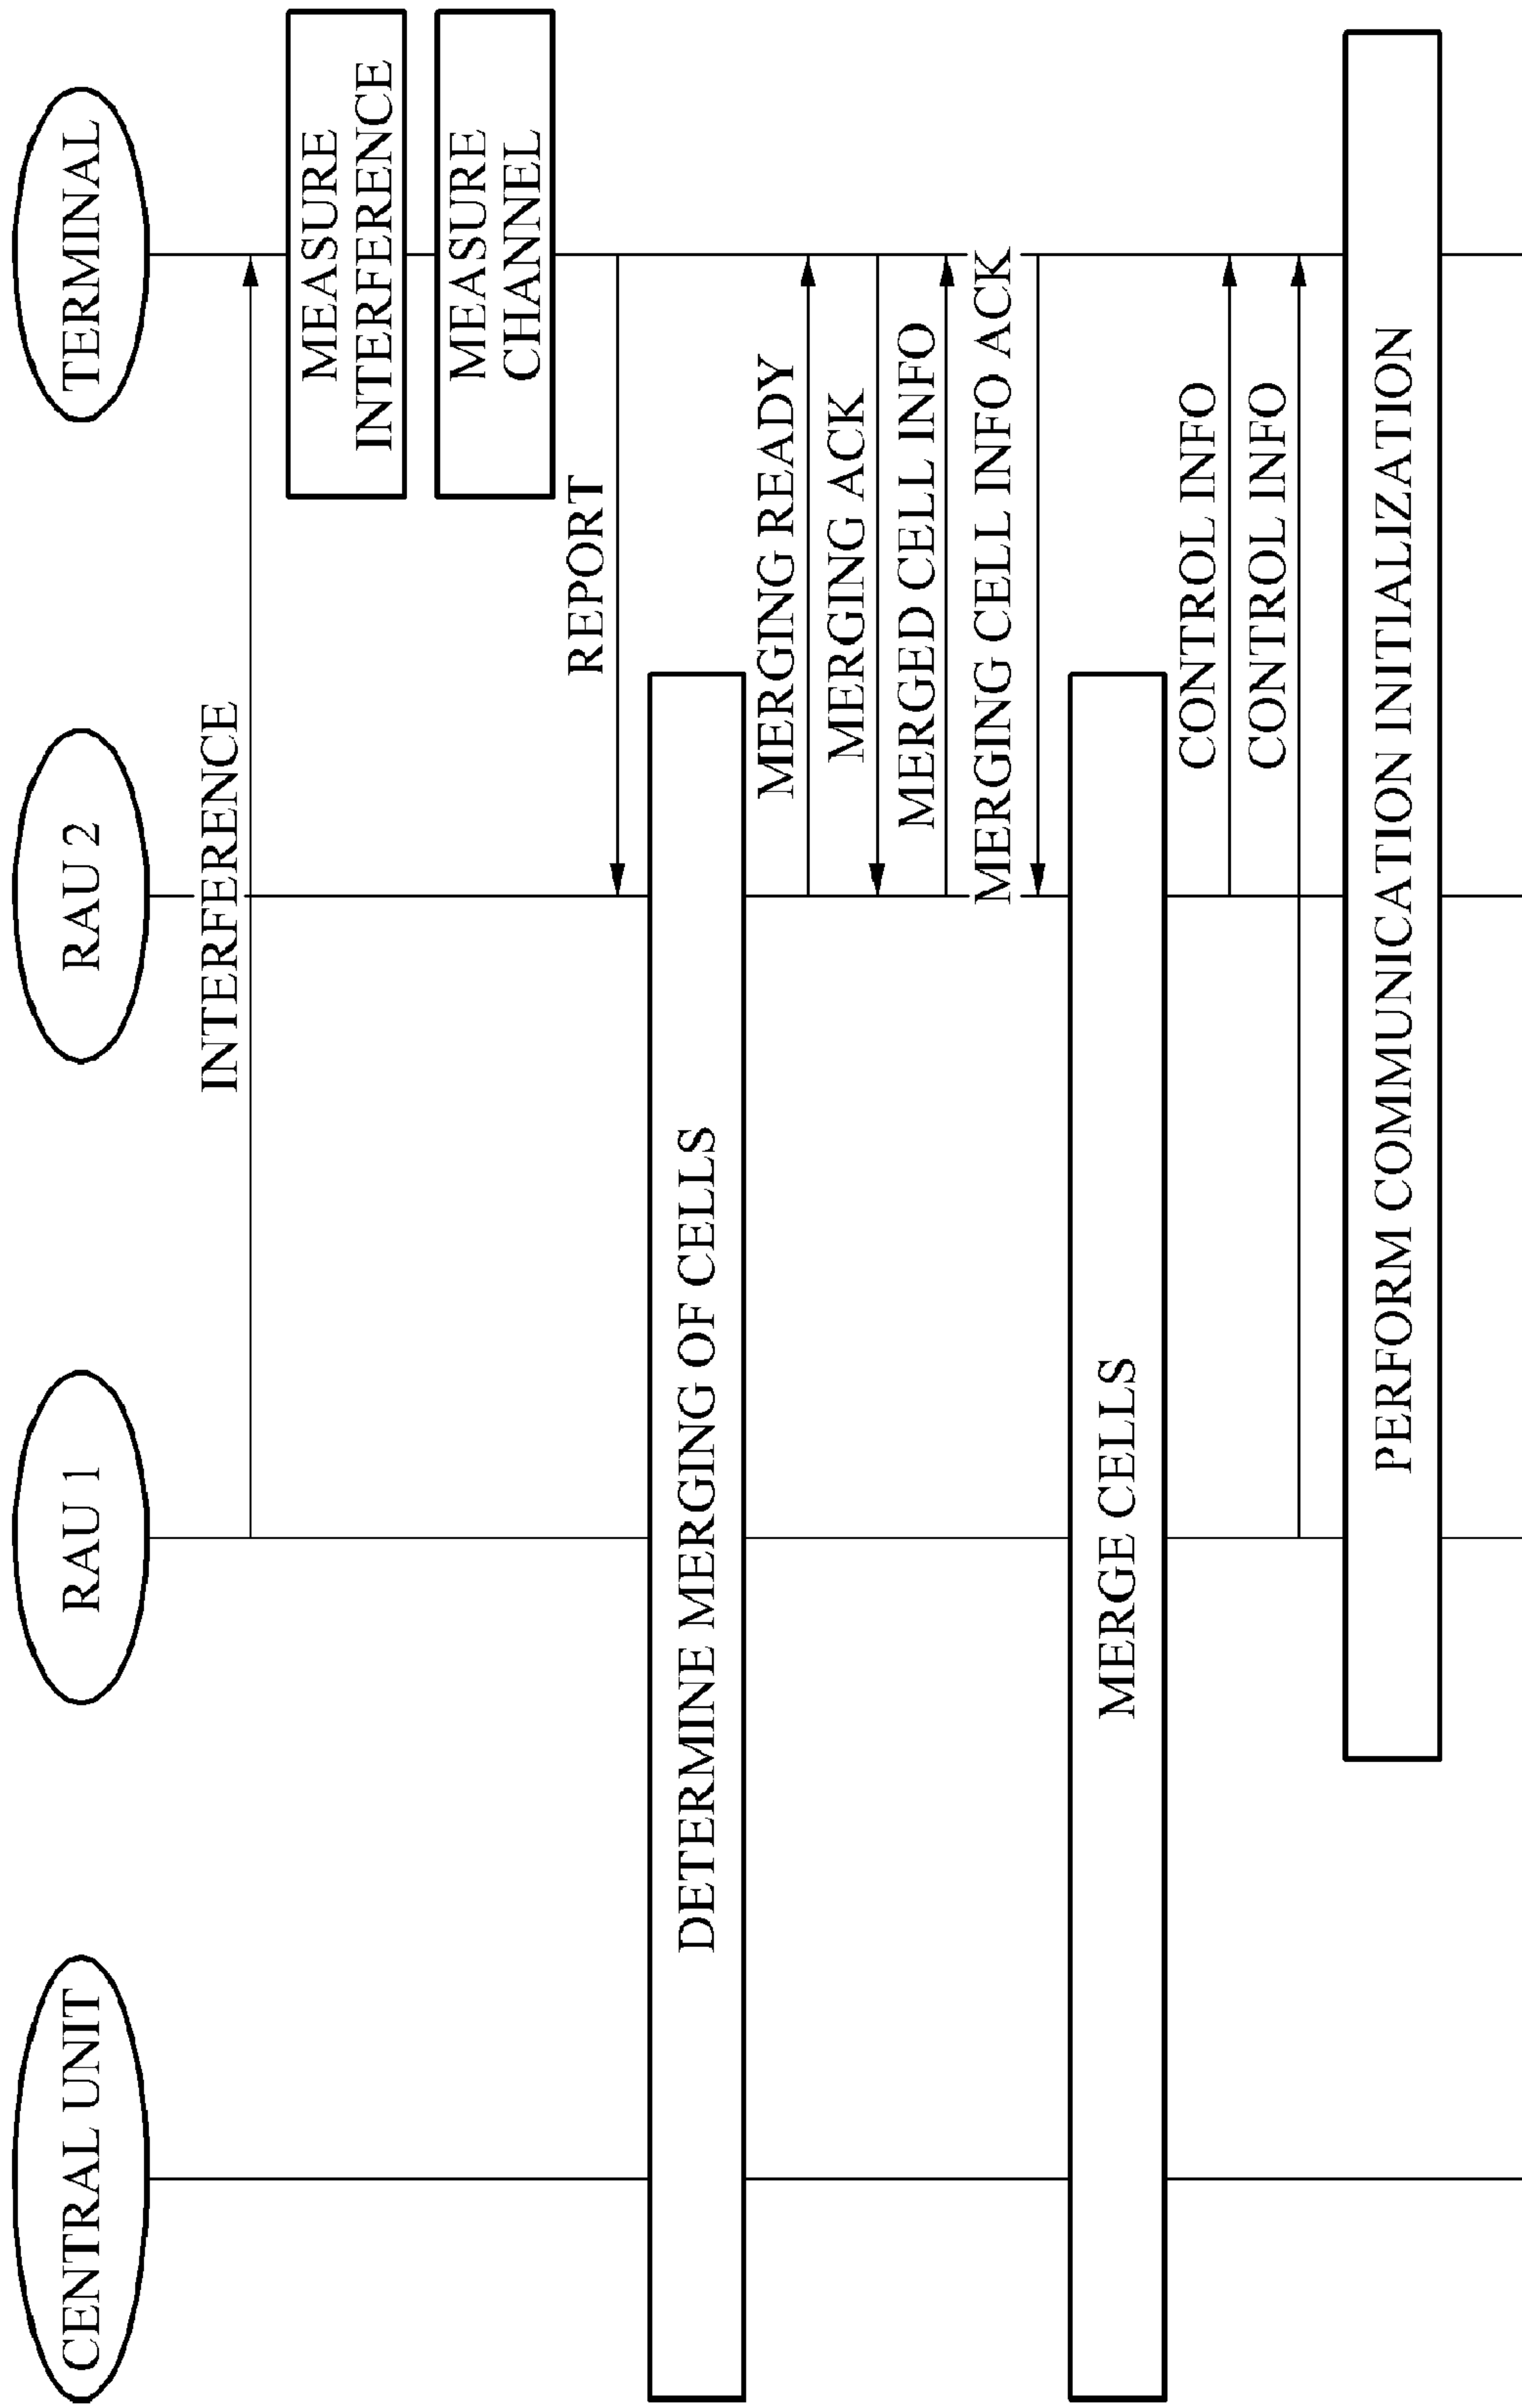 CENTRAL UNIT
RAU 1
RAU 2
TERMINAL
INTERFERENCE
MEASURE
INTERFERENCE
MEASURE
CHANNEL
REPORT
DETERMINE MERGING OF CELLS
MERGING READY
MERGING ACK
MERGED CELL INFO
MERGING CELL INFO ACK
MERGE CELLS
CONTROL INFO
CONTROL INFO
PERFORM COMMUNICATION INITIALIZATION